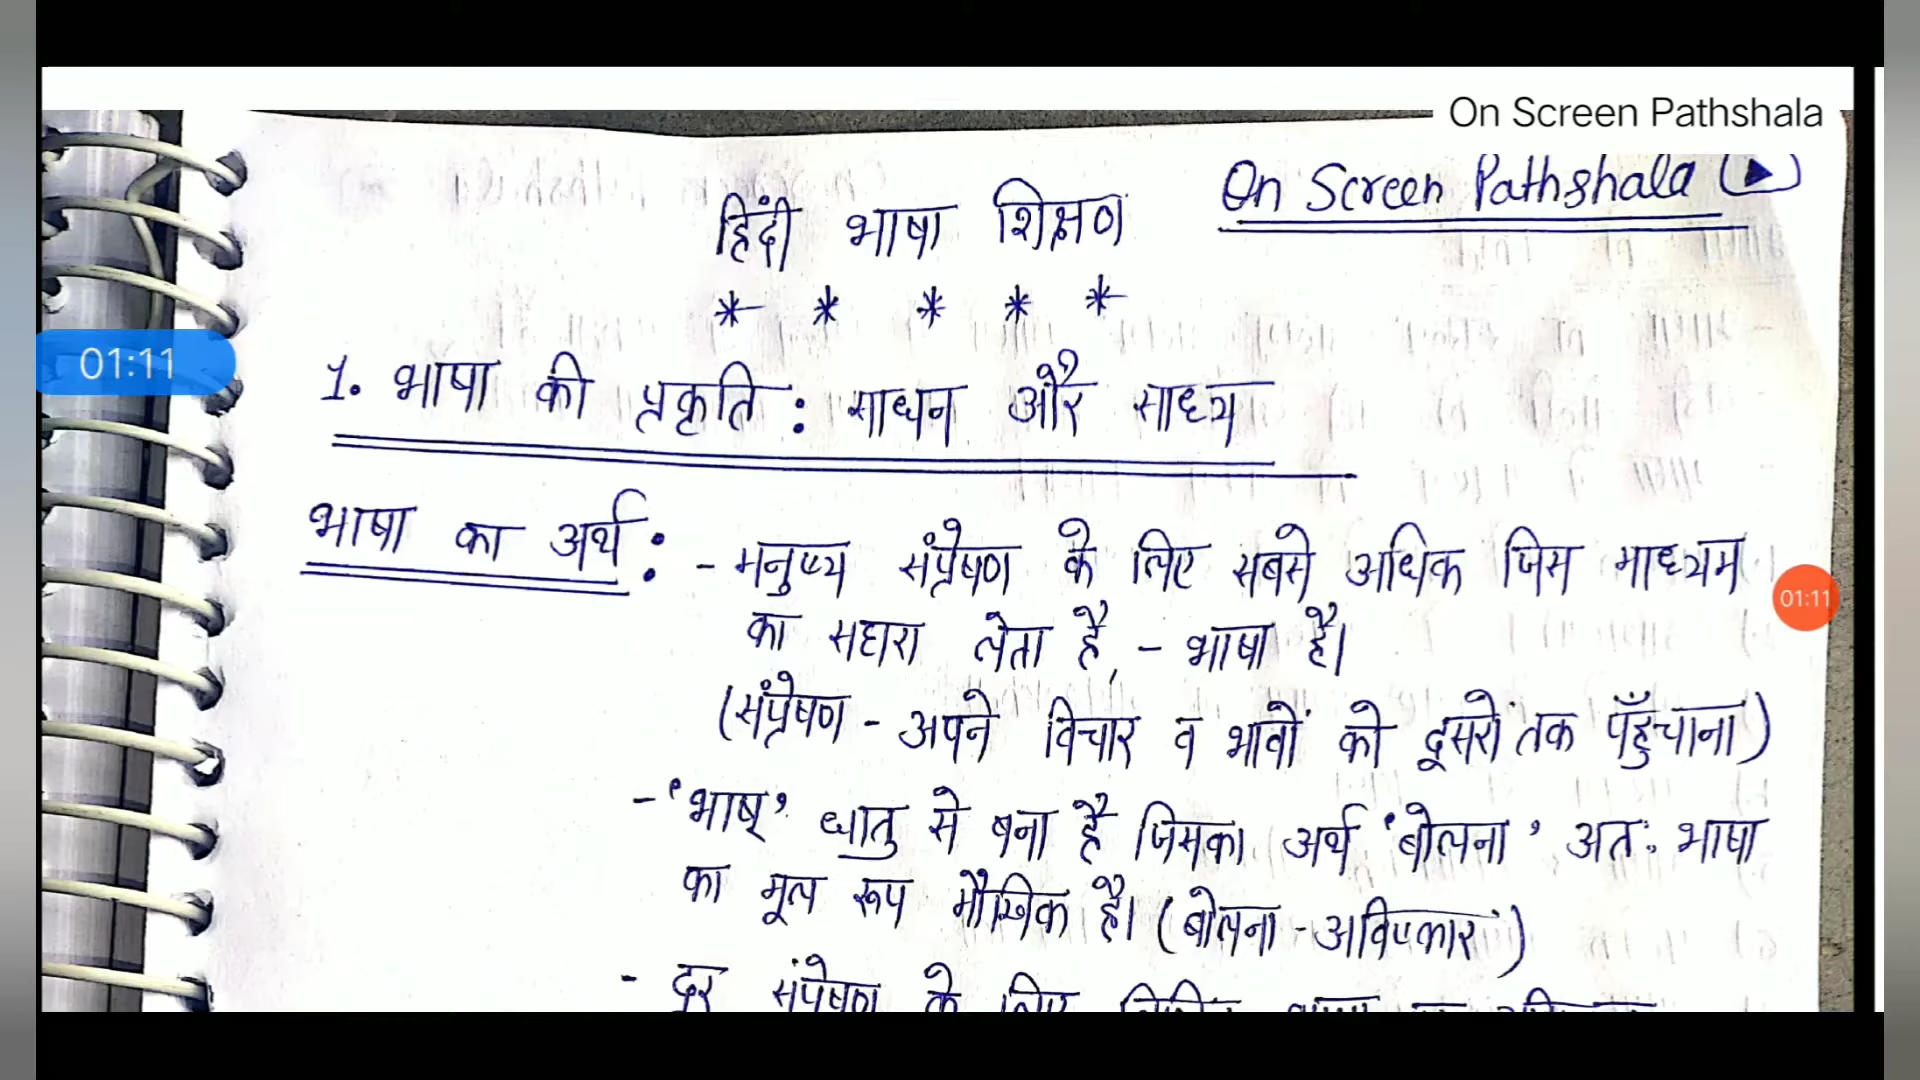 On Screen Pathshala
On Screen Pathshala
हिंदी भाषा शिक्षण
* * * * *
01:11
1. भाषा की प्रकृति : साधन और साध्य
भाषा का अर्थ : - मनुष्य संप्रेषण के लिए सबसे अधिक जिस माध्यम
01:11
का सहारा लेता है, - भाषा है।
(संप्रेषण - अपने विचार व भावों को दूसरों तक पहुँचाना)
- 'भाष्' धातु से बना है जिसका अर्थ 'बोलना' अतः भाषा
का मूल रूप मौखिक है। (बोलना - अविष्कार)
- दूर संप्रेषण के लिए लिखित भाषा